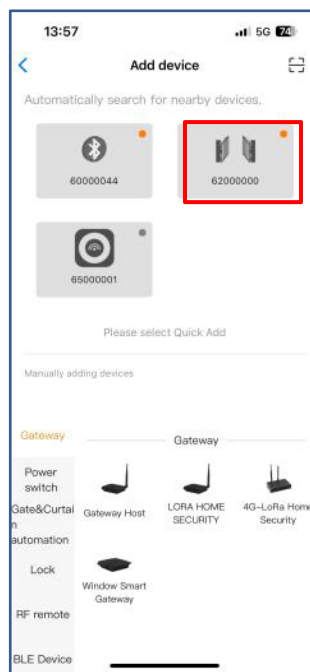 13:57
5G 74
Add device
Automatically search for nearby devices.
60000044
62000000
65000001
Please select Quick Add
Manually adding devices
Gateway
Gateway
Power
switch
Gate&Curtai
n
automation
Lock
RF remote
BLE Device
Gateway Host
LORA HOME
SECURITY
4G-LoRa Home
Security
Window Smart
Gateway